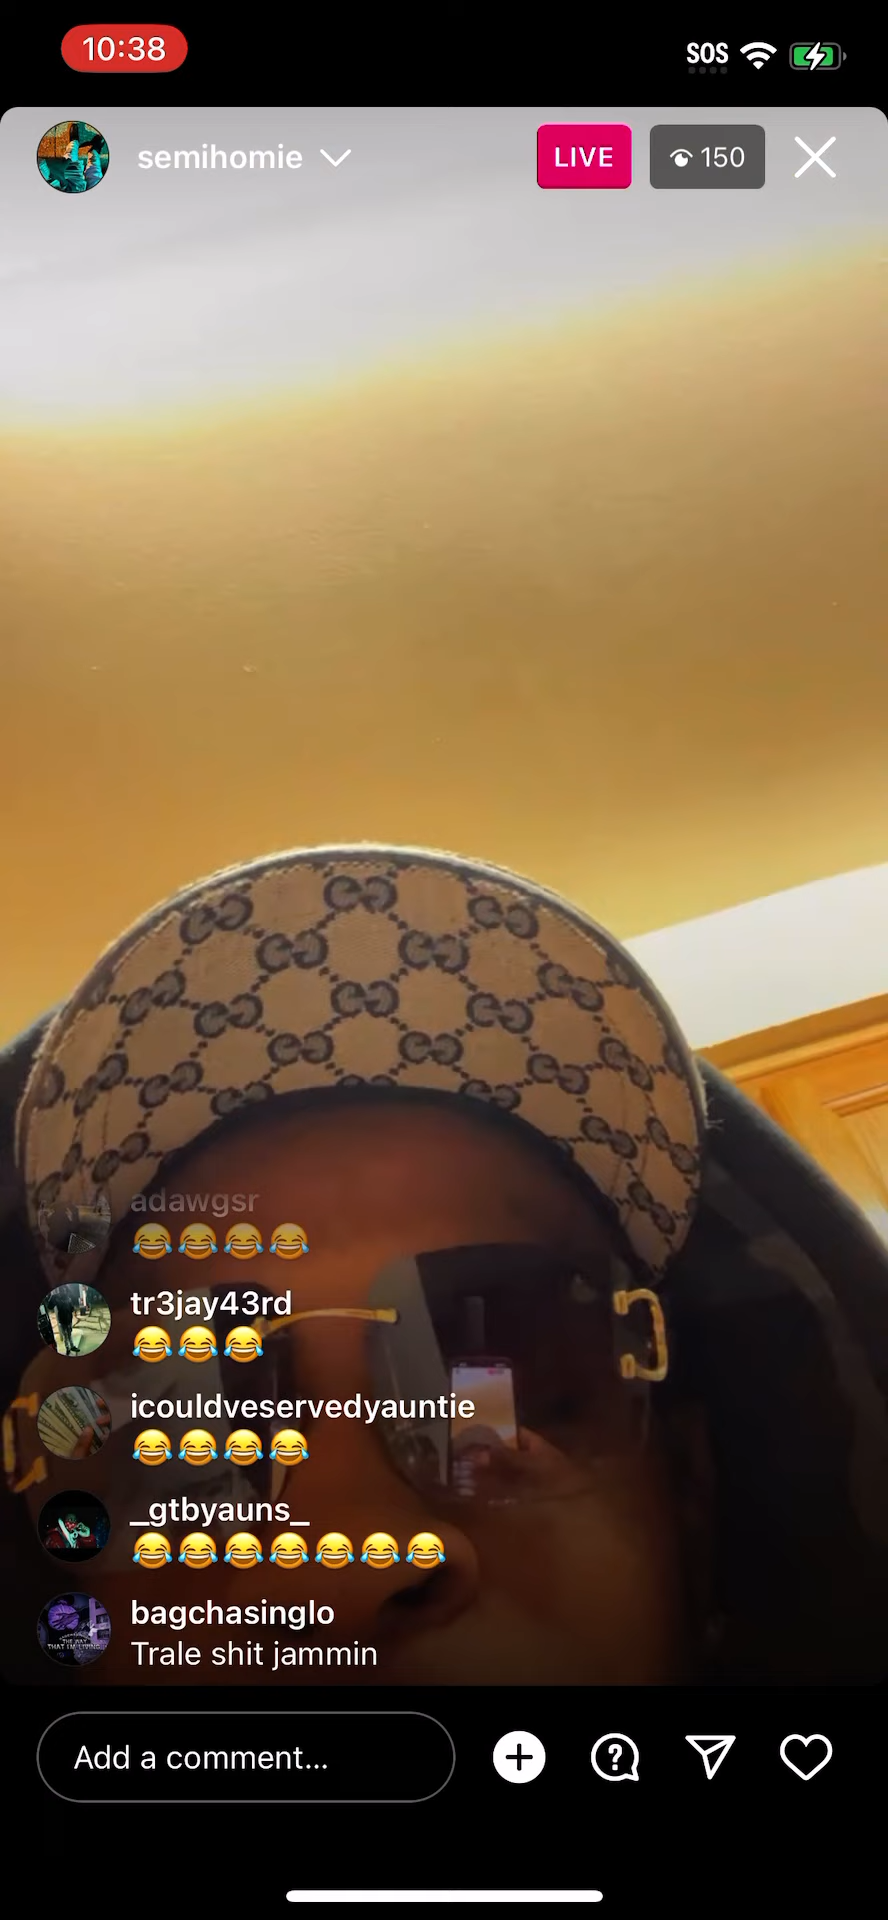 10:38
SOS
semihomie
LIVE
150
adawgsr
😂😂😂😂
tr3jay43rd
😂😂😂
icouldveservedyauntie
😂😂😂😂
_gtbyauns_
😂😂😂😂😂😂😂
bagchasinglo
Trale shit jammin
Add a comment...